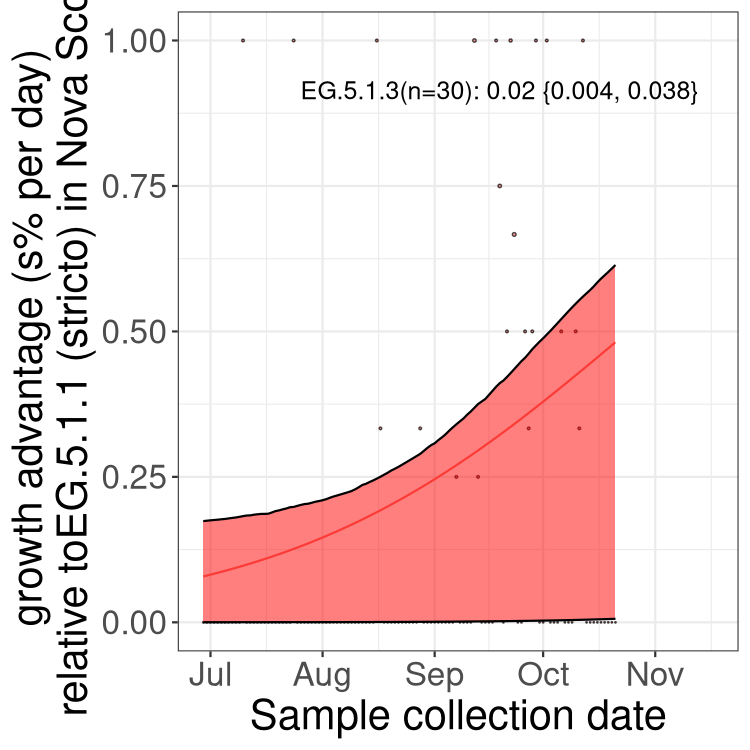 growth advantage (s% per day)
relative toEG.5.1.1 (stricto) in Nova Sco
1.00
0.75
0.50
0.25
0.00
EG.5.1.3(n=30): 0.02 {0.004, 0.038}
Jul Aug Sep Oct Nov
Sample collection date